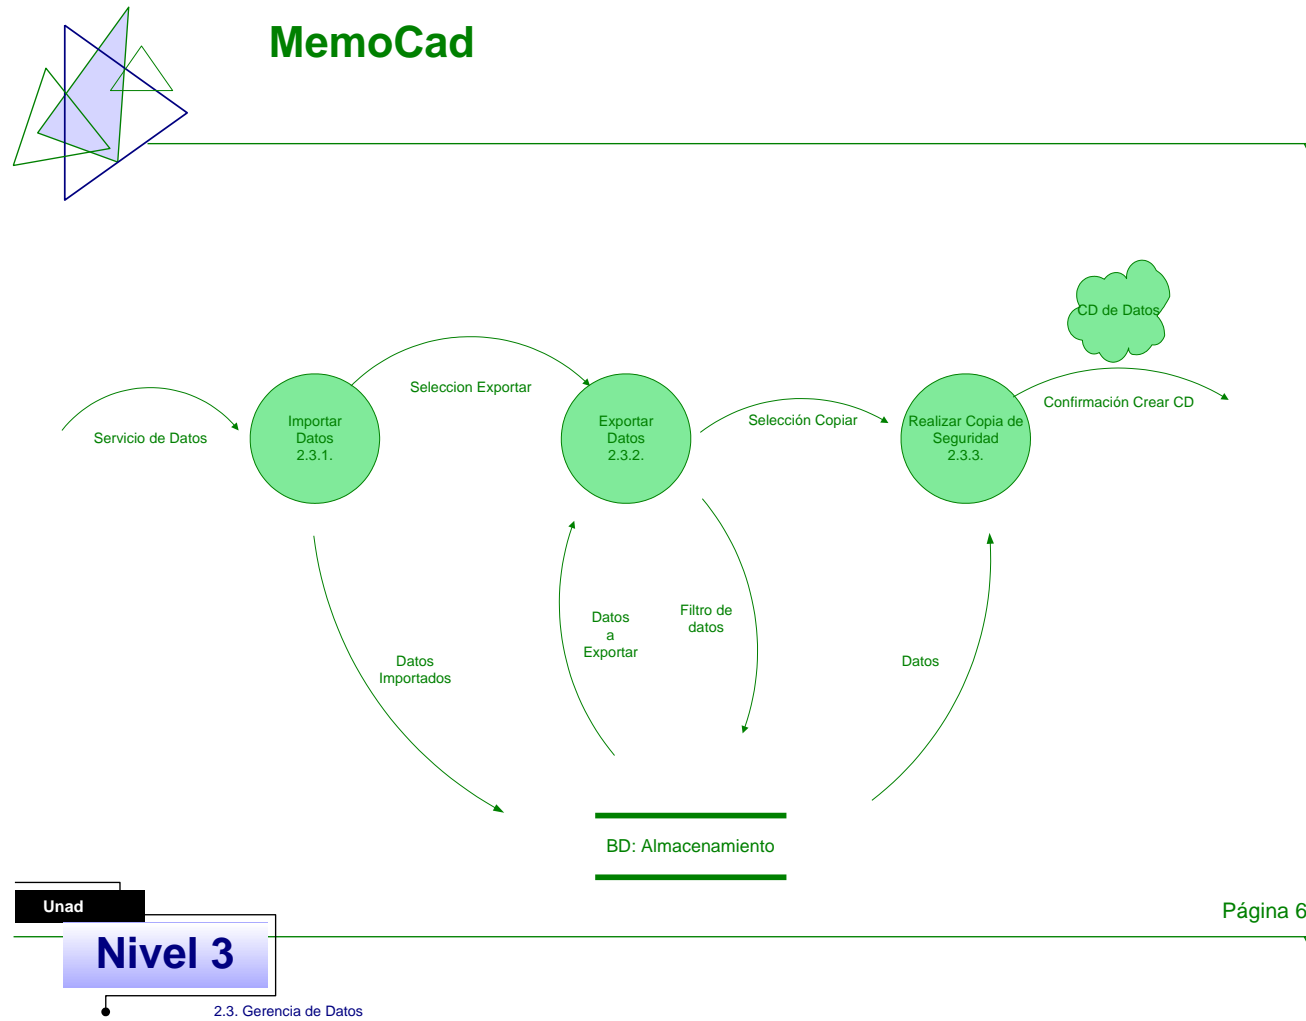 MemoCad
CD de Datos
Seleccion Exportar
Confirmación Crear CD
Servicio de Datos
Importar
Datos
2.3.1.
Exportar
Datos
2.3.2.
Selección Copiar
Realizar Copia de
Seguridad
2.3.3.
Datos
a
Exportar
Filtro de
datos
Datos
Importados
Datos
BD: Almacenamiento
Unad
Página 6
Nivel 3
2.3. Gerencia de Datos